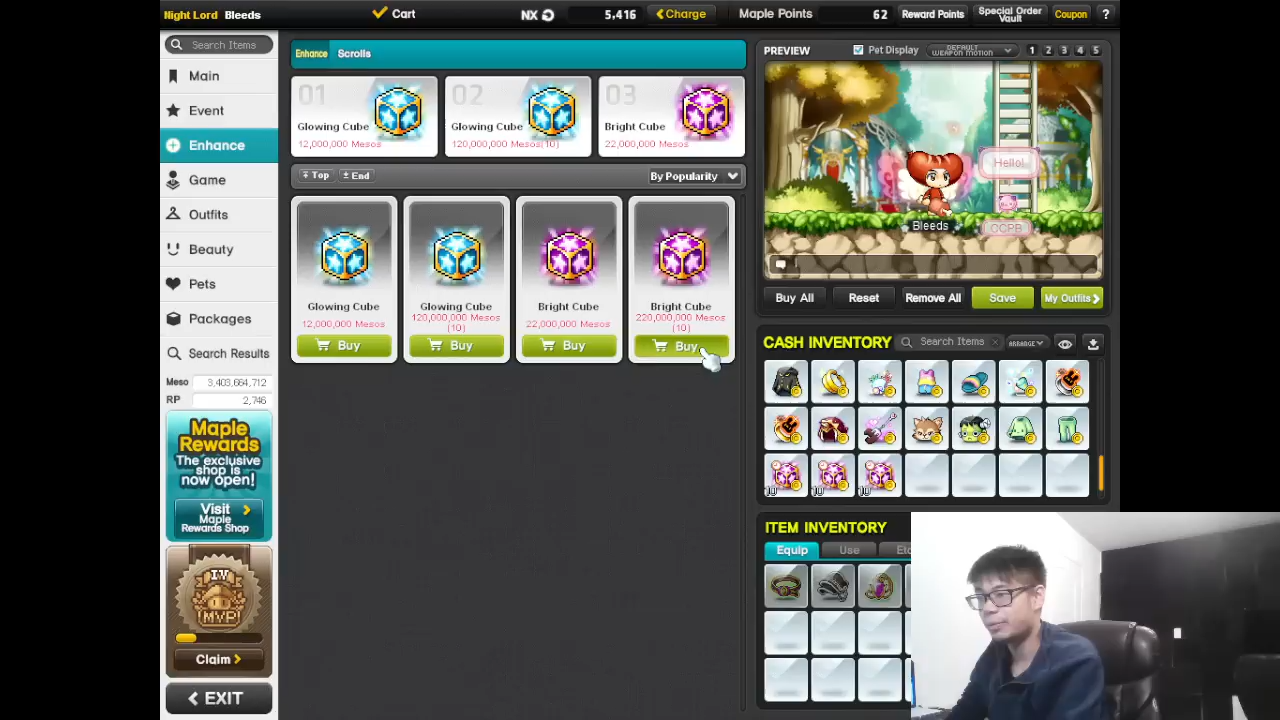 Night Lord Bleeds
Cart
NX 5,416
Charge
Maple Points 62
Reward Points
Special Order
Vault
Coupon
?
Search Items
Main
Event
Enhance
Game
Outfits
Beauty
Pets
Packages
Search Results
Meso 3,403,664,712
RP 2,746
Maple
Rewards
The exclusive
shop is
now open!
Visit
Maple
Rewards Shop
IV
MVP
Claim
EXIT
Enhance Scrolls
01
Glowing Cube
12,000,000 Mesos
02
Glowing Cube
120,000,000 Mesos(10)
03
Bright Cube
22,000,000 Mesos
Top End
By Popularity
Glowing Cube
12,000,000 Mesos
Buy
Glowing Cube
120,000,000 Mesos
(10)
Buy
Bright Cube
22,000,000 Mesos
Buy
Bright Cube
220,000,000 Mesos
(10)
Buy
PREVIEW
Pet Display
DEFAULT
WEAPON MOTION
1 2 3 4 5
Hello!
Bleeds
CCPB
Buy All
Reset
Remove All
Save
My Outfits
CASH INVENTORY
Search Items
ARRANGE
10 10 10
ITEM INVENTORY
Equip Use Etc